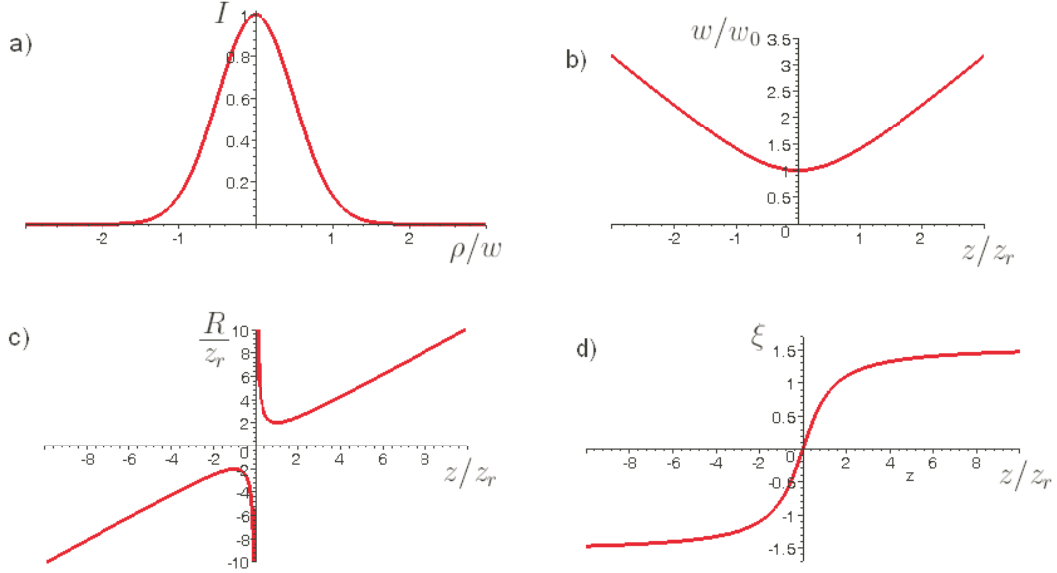 a)
I
1
0.8
0.6
0.4
0.2
-2 -1 0 1 2
ρ/w
b)
w/w₀
3.5
3
2.5
2
1.5
1
0.5
-2 -1 0 1 2
z/zᵣ
c)
R/zᵣ
10
8
6
4
2
-8 -6 -4 -2 0 2 4 6 8
z/zᵣ
-2
-4
-6
-8
-10
d)
ξ
1.5
1
0.5
-8 -6 -4 -2 0 2 4 6 8
z
z/zᵣ
-0.5
-1
-1.5